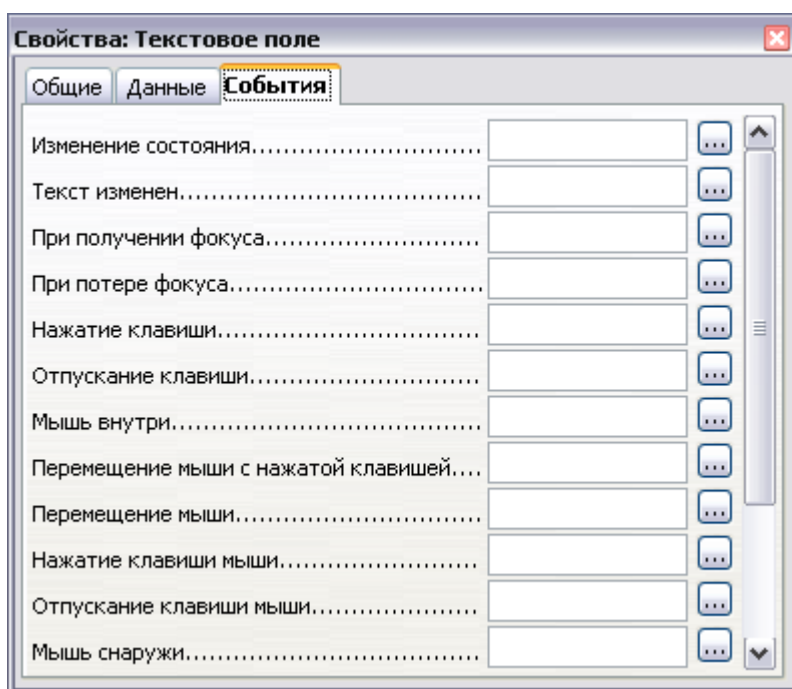 Свойства: Текстовое поле
Общие Данные События
Изменение состояния................................ ...
Текст изменен....................................... ...
При получении фокуса.............................. ...
При потере фокуса.................................. ...
Нажатие клавиши.................................... ...
Отпускание клавиши................................ ...
Мышь внутри......................................... ...
Перемещение мыши с нажатой клавишей.... ...
Перемещение мыши................................. ...
Нажатие клавиши мыши............................ ...
Отпускание клавиши мыши........................ ...
Мышь снаружи....................................... ...